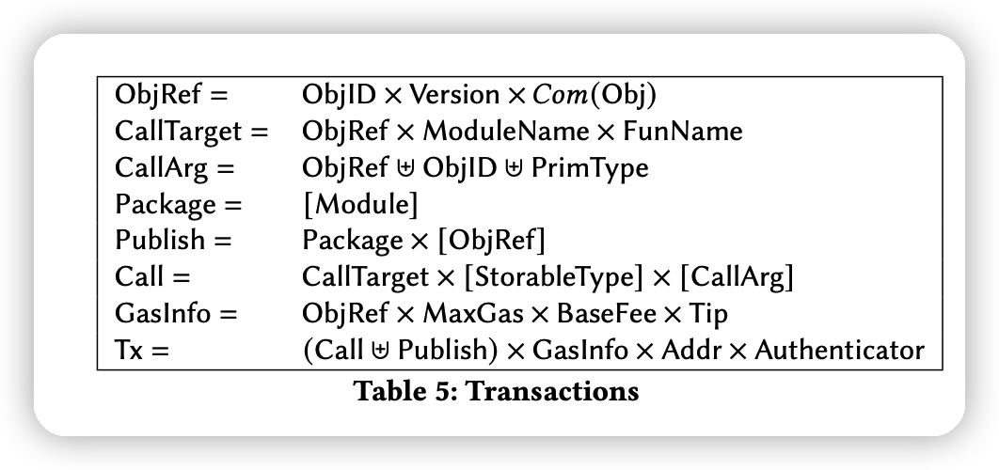 ObjRef = ObjID × Version × Com(Obj)
CallTarget = ObjRef × ModuleName × FunName
CallArg = ObjRef ⊎ ObjID ⊎ PrimType
Package = [Module]
Publish = Package × [ObjRef]
Call = CallTarget × [StorableType] × [CallArg]
GasInfo = ObjRef × MaxGas × BaseFee × Tip
Tx = (Call ⊎ Publish) × GasInfo × Addr × Authenticator
Table 5: Transactions